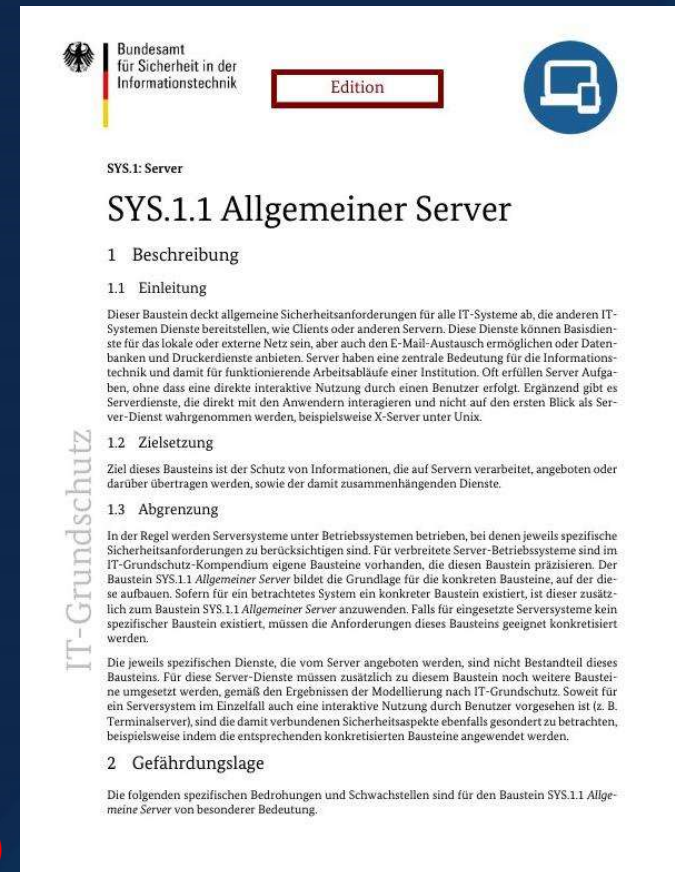 Bundesamt
für Sicherheit in der
Informationstechnik
Edition
SYS.1: Server
SYS.1.1 Allgemeiner Server
1 Beschreibung
1.1 Einleitung
Dieser Baustein deckt allgemeine Sicherheitsanforderungen für alle IT-Systeme ab, die anderen IT-
Systemen Dienste bereitstellen, wie Clients oder anderen Servern. Diese Dienste können Basisdien-
ste für das lokale oder externe Netz sein, aber auch den E-Mail-Austausch ermöglichen oder Daten-
banken und Druckerdienste anbieten. Server haben eine zentrale Bedeutung für die Informations-
technik und damit für funktionierende Arbeitsabläufe einer Institution. Oft erfüllen Server Aufga-
ben, ohne dass eine direkte interaktive Nutzung durch einen Benutzer erfolgt. Ergänzend gibt es
Serverdienste, die direkt mit den Anwendern interagieren und nicht auf den ersten Blick als Ser-
ver-Dienst wahrgenommen werden, beispielsweise X-Server unter Unix.
1.2 Zielsetzung
Ziel dieses Bausteins ist der Schutz von Informationen, die auf Servern verarbeitet, angeboten oder
darüber übertragen werden, sowie der damit zusammenhängenden Dienste.
1.3 Abgrenzung
In der Regel werden Serversysteme unter Betriebssystemen betrieben, bei denen jeweils spezifische
Sicherheitsanforderungen zu berücksichtigen sind. Für verbreitete Server-Betriebssysteme sind im
IT-Grundschutz-Kompendium eigene Bausteine vorhanden, die diesen Baustein präzisieren. Der
Baustein SYS.1.1 Allgemeiner Server bildet die Grundlage für die konkreten Bausteine, auf der die-
se aufbauen. Sofern für ein betrachtetes System ein konkreter Baustein existiert, ist dieser zusätz-
lich zum Baustein SYS.1.1 Allgemeiner Server anzuwenden. Falls für eingesetzte Serversysteme kein
spezifischer Baustein existiert, müssen die Anforderungen dieses Bausteins geeignet konkretisiert
werden.
Die jeweils spezifischen Dienste, die vom Server angeboten werden, sind nicht Bestandteil dieses
Bausteins. Für diese Server-Dienste müssen zusätzlich zu diesem Baustein noch weitere Baustei-
ne umgesetzt werden, gemäß den Ergebnissen der Modellierung nach IT-Grundschutz. Soweit für
ein Serversystem im Einzelfall auch eine interaktive Nutzung durch Benutzer vorgesehen ist (z. B.
Terminalserver), sind die damit verbundenen Sicherheitsaspekte ebenfalls gesondert zu betrachten,
beispielsweise indem die entsprechenden konkretisierten Bausteine angewendet werden.
2 Gefährdungslage
Die folgenden spezifischen Bedrohungen und Schwachstellen sind für den Baustein SYS.1.1 Allge-
meine Server von besonderer Bedeutung.
IT-Grundschutz